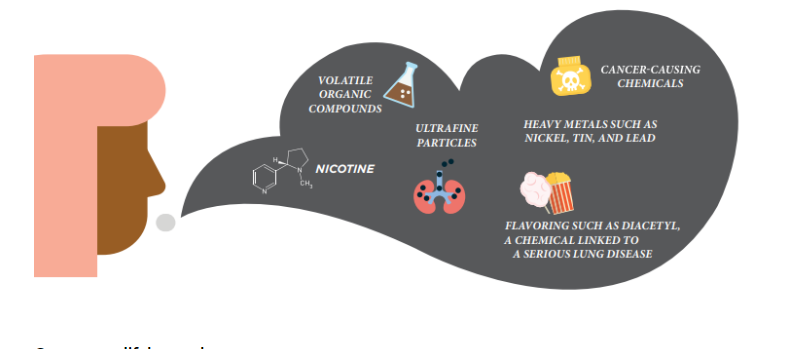 VOLATILE
ORGANIC
COMPOUNDS
CANCER-CAUSING
CHEMICALS
ULTRAFINE
PARTICLES
HEAVY METALS SUCH AS
NICKEL, TIN, AND LEAD
NICOTINE
H
N
N
CH3
FLAVORING SUCH AS DIACETYL,
A CHEMICAL LINKED TO
A SERIOUS LUNG DISEASE